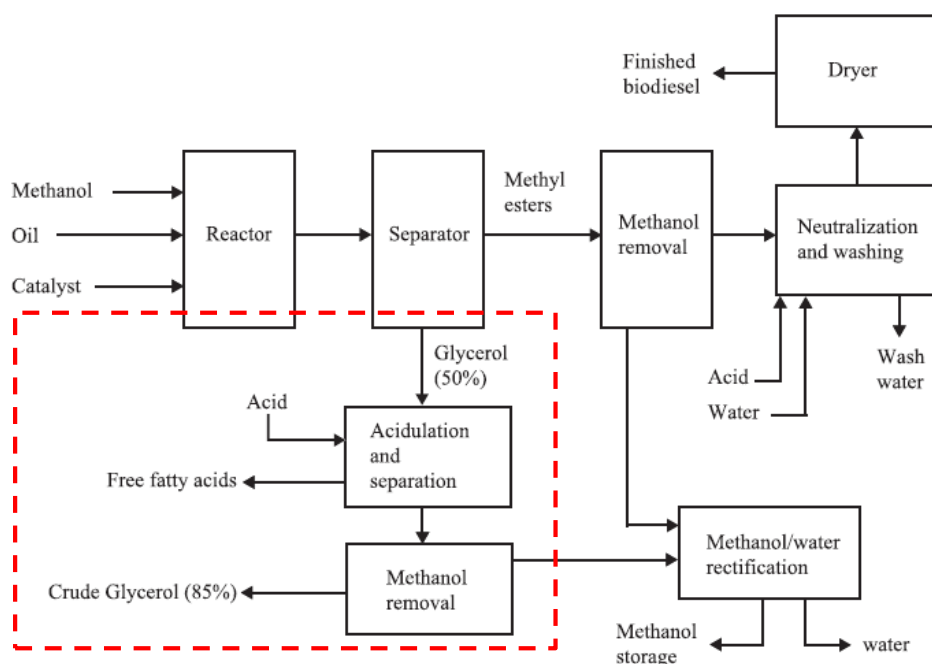 Finished
biodiesel
Dryer
Methanol
Oil
Catalyst
Reactor
Separator
Methyl
esters
Methanol
removal
Neutralization
and washing
Glycerol
(50%)
Acid
Water
Wash
water
Acid
Acidulation
and
separation
Free fatty acids
Methanol
removal
Crude Glycerol (85%)
Methanol/water
rectification
Methanol
storage
water